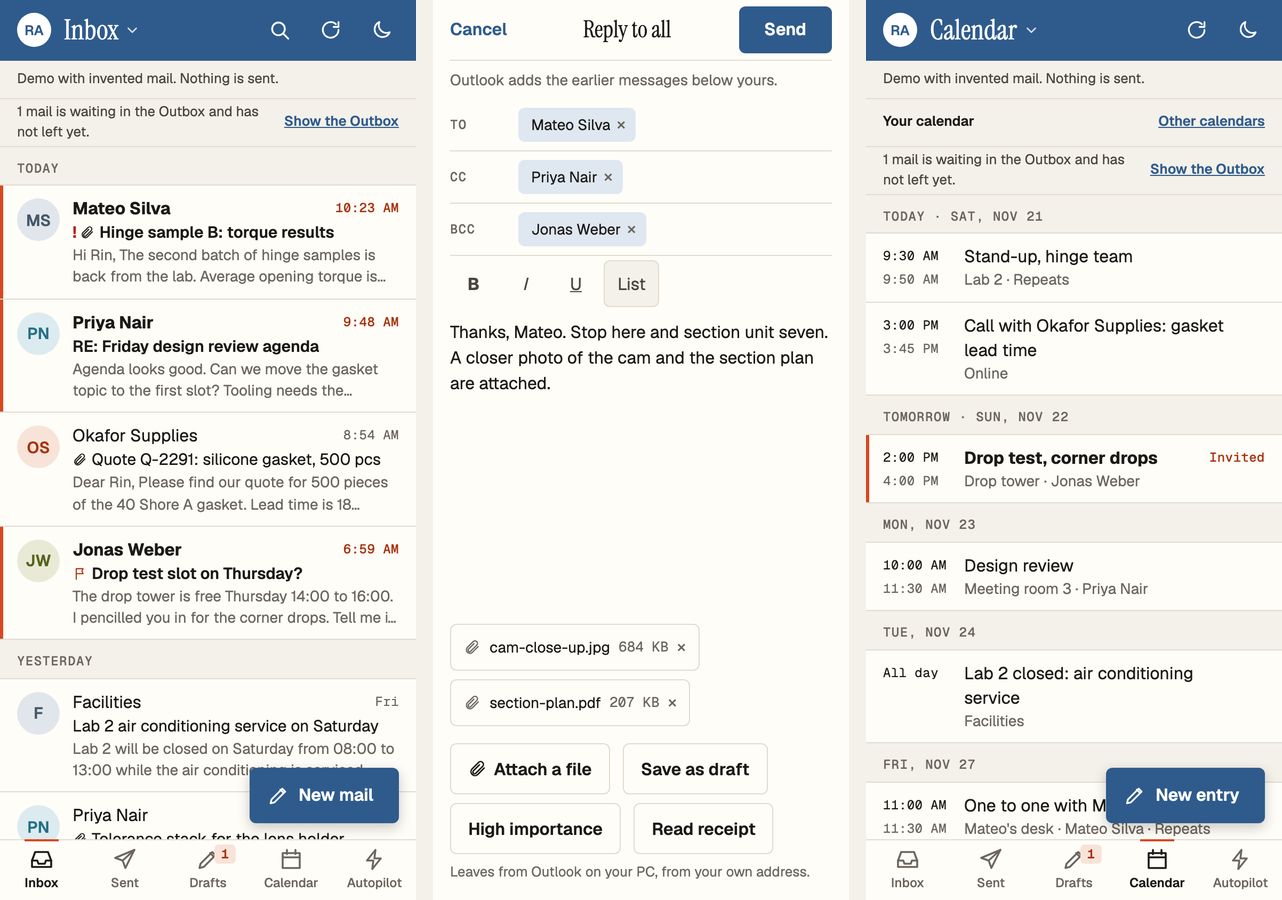 RA Inbox
Demo with invented mail. Nothing is sent.
1 mail is waiting in the Outbox and has
not left yet.
Show the Outbox
TODAY
MS
Mateo Silva 10:23 AM
! Hinge sample B: torque results
Hi Rin, The second batch of hinge samples is
back from the lab. Average opening torque is…
PN
Priya Nair 9:48 AM
RE: Friday design review agenda
Agenda looks good. Can we move the gasket
topic to the first slot? Tooling needs the…
OS
Okafor Supplies 8:54 AM
Quote Q-2291: silicone gasket, 500 pcs
Dear Rin, Please find our quote for 500 pieces
of the 40 Shore A gasket. Lead time is 18…
JW
Jonas Weber 6:59 AM
Drop test slot on Thursday?
The drop tower is free Thursday 14:00 to 16:00.
I pencilled you in for the corner drops. Tell me i…
YESTERDAY
F
Facilities Fri
Lab 2 air conditioning service on Saturday
Lab 2 will be closed on Saturday from 08:00 to
13:00 while the air conditioning is serviced
New mail
PN
Priya Nair
Tolerance stack for the lens holder
Inbox Sent Drafts 1 Calendar Autopilot
Cancel Reply to all Send
Outlook adds the earlier messages below yours.
TO Mateo Silva ×
CC Priya Nair ×
BCC Jonas Weber ×
B I U List
Thanks, Mateo. Stop here and section unit seven.
A closer photo of the cam and the section plan
are attached.
cam-close-up.jpg 684 KB ×
section-plan.pdf 207 KB ×
Attach a file Save as draft
High importance Read receipt
Leaves from Outlook on your PC, from your own address.
RA Calendar
Demo with invented mail. Nothing is sent.
Your calendar Other calendars
1 mail is waiting in the Outbox and has
not left yet.
Show the Outbox
TODAY · SAT, NOV 21
9:30 AM Stand-up, hinge team
9:50 AM Lab 2 · Repeats
3:00 PM Call with Okafor Supplies: gasket
3:45 PM lead time
Online
TOMORROW · SUN, NOV 22
2:00 PM Drop test, corner drops Invited
4:00 PM Drop tower · Jonas Weber
MON, NOV 23
10:00 AM Design review
11:30 AM Meeting room 3 · Priya Nair
TUE, NOV 24
All day Lab 2 closed: air conditioning
service
Facilities
FRI, NOV 27
11:00 AM One to one with M
11:30 AM Mateo's desk · Mateo Silva · Repeats
New entry
Inbox Sent Drafts 1 Calendar Autopilot